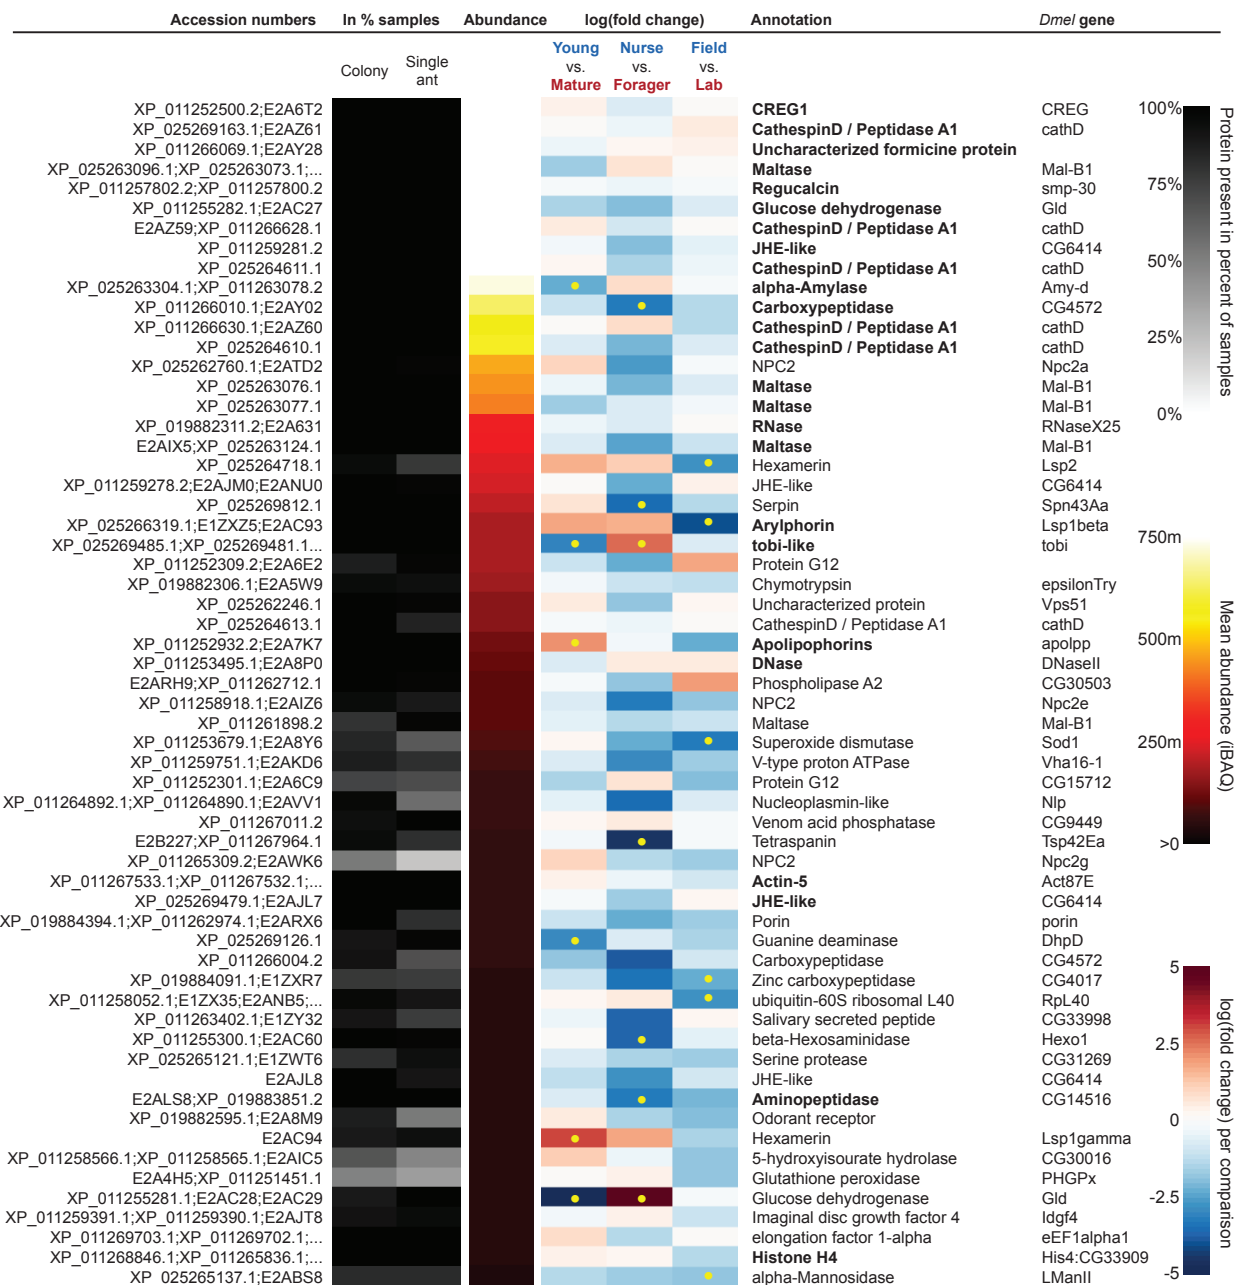 Accession numbers In % samples Abundance log(fold change) Annotation Dmel gene
Colony Single ant Young vs. Mature Nurse vs. Forager Field vs. Lab
XP_011252500.2;E2A6T2 CREG1 CREG
XP_025269163.1;E2AZ61 CathespinD / Peptidase A1 cathD
XP_011266069.1;E2AY28 Uncharacterized formicine protein
XP_025263096.1;XP_025263073.1;... Maltase Mal-B1
XP_011257802.2;XP_011257800.2 Regucalcin smp-30
XP_011255282.1;E2AC27 Glucose dehydrogenase Gld
E2AZ59;XP_011266628.1 CathespinD / Peptidase A1 cathD
XP_011259281.2 JHE-like CG6414
XP_025264611.1 CathespinD / Peptidase A1 cathD
XP_025263304.1;XP_011263078.2 alpha-Amylase Amy-d
XP_011266010.1;E2AY02 Carboxypeptidase CG4572
XP_011266630.1;E2AZ60 CathespinD / Peptidase A1 cathD
XP_025264610.1 CathespinD / Peptidase A1 cathD
XP_025262760.1;E2ATD2 NPC2 Npc2a
XP_025263076.1 Maltase Mal-B1
XP_025263077.1 Maltase Mal-B1
XP_019882311.2;E2A631 RNase RNaseX25
E2AIX5;XP_025263124.1 Maltase Mal-B1
XP_025264718.1 Hexamerin Lsp2
XP_011259278.2;E2AJM0;E2ANU0 JHE-like CG6414
XP_025269812.1 Serpin Spn43Aa
XP_025266319.1;E1ZXZ5;E2AC93 Arylphorin Lsp1beta
XP_025269485.1;XP_025269481.1... tobi-like tobi
XP_011252309.2;E2A6E2 Protein G12
XP_019882306.1;E2A5W9 Chymotrypsin epsilonTry
XP_025262246.1 Uncharacterized protein Vps51
XP_025264613.1 CathespinD / Peptidase A1 cathD
XP_011252932.2;E2A7K7 Apolipophorins apolpp
XP_011253495.1;E2A8P0 DNase DNaseII
E2ARH9;XP_011262712.1 Phospholipase A2 CG30503
XP_011258918.1;E2AIZ6 NPC2 Npc2e
XP_011261898.2 Maltase Mal-B1
XP_011253679.1;E2A8Y6 Superoxide dismutase Sod1
XP_011259751.1;E2AKD6 V-type proton ATPase Vha16-1
XP_011252301.1;E2A6C9 Protein G12 CG15712
XP_011264892.1;XP_011264890.1;E2AVV1 Nucleoplasmin-like Nlp
XP_011267011.2 Venom acid phosphatase CG9449
E2B227;XP_011267964.1 Tetraspanin Tsp42Ea
XP_011265309.2;E2AWK6 NPC2 Npc2g
XP_011267533.1;XP_011267532.1;... Actin-5 Act87E
XP_025269479.1;E2AJL7 JHE-like CG6414
XP_019884394.1;XP_011262974.1;E2ARX6 Porin porin
XP_025269126.1 Guanine deaminase DhpD
XP_011266004.2 Carboxypeptidase CG4572
XP_019884091.1;E1ZXR7 Zinc carboxypeptidase CG4017
XP_011258052.1;E1ZX35;E2ANB5;... ubiquitin-60S ribosomal L40 RpL40
XP_011263402.1;E1ZY32 Salivary secreted peptide CG33998
XP_011255300.1;E2AC60 beta-Hexosaminidase Hexo1
XP_025265121.1;E1ZWT6 Serine protease CG31269
E2AJL8 JHE-like CG6414
E2ALS8;XP_019883851.2 Aminopeptidase CG14516
XP_019882595.1;E2A8M9 Odorant receptor
E2AC94 Hexamerin Lsp1gamma
XP_011258566.1;XP_011258565.1;E2AIC5 5-hydroxyisourate hydrolase CG30016
E2A4H5;XP_011251451.1 Glutathione peroxidase PHGPx
XP_011255281.1;E2AC28;E2AC29 Glucose dehydrogenase Gld
XP_011259391.1;XP_011259390.1;E2AJT8 Imaginal disc growth factor 4 Idgf4
XP_011269703.1;XP_011269702.1;... elongation factor 1-alpha eEF1alpha1
XP_011268846.1;XP_011265836.1;... Histone H4 His4:CG33909
XP_025265137.1;E2ABS8 alpha-Mannosidase LManII
100%
75%
50%
25%
0%
Protein present in percent of samples
750m
500m
250m
>0
Mean abundance (iBAQ)
5
2.5
0
-2.5
-5
log(fold change) per comparison